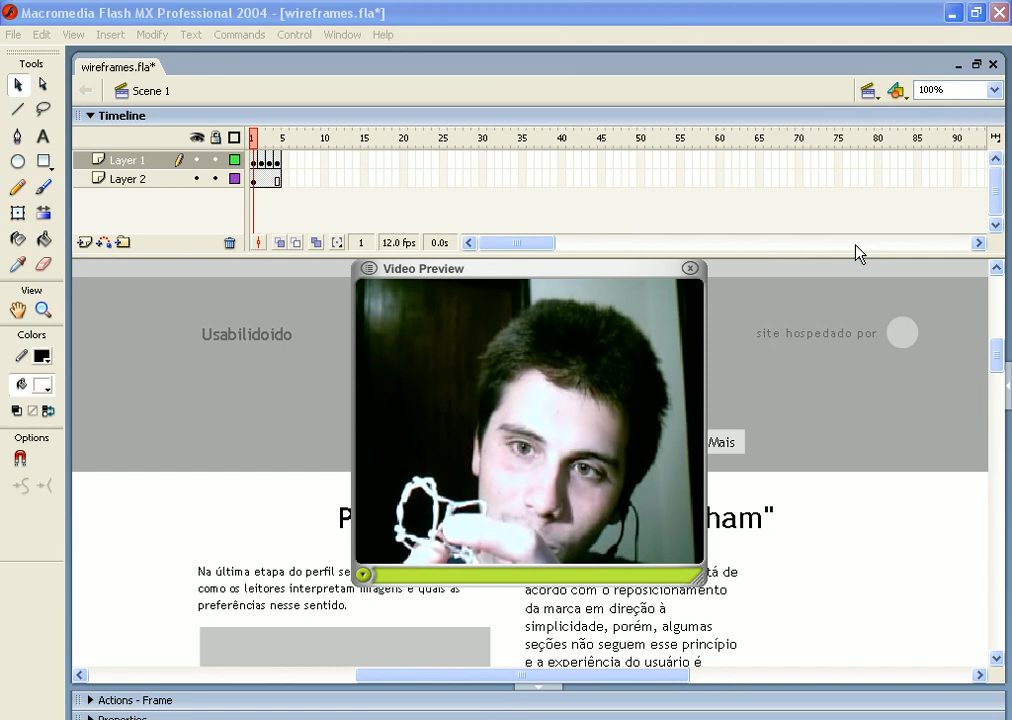 Macromedia Flash MX Professional 2004 - [wireframes.fla*]
File Edit View Insert Modify Text Commands Control Window Help
Tools
wireframes.fla*
Scene 1
100%
Timeline
1 5 10 15 20 25 30 35 40 45 50 55 60 65 70 75 80 85 90
Layer 1
Layer 2
1 12.0 fps 0.0s
View
Colors
Options
Video Preview
Usabilidoido
site hospedado por
Mais
ham"
Na última etapa do perfil
como os leitores interpretam imagens e quais as
preferências nesse sentido.
de
acordo com o reposicionamento
da marca em direção à
simplicidade, porém, algumas
seções não seguem esse princípio
e a experiência do usuário é
Actions - Frame
Properties